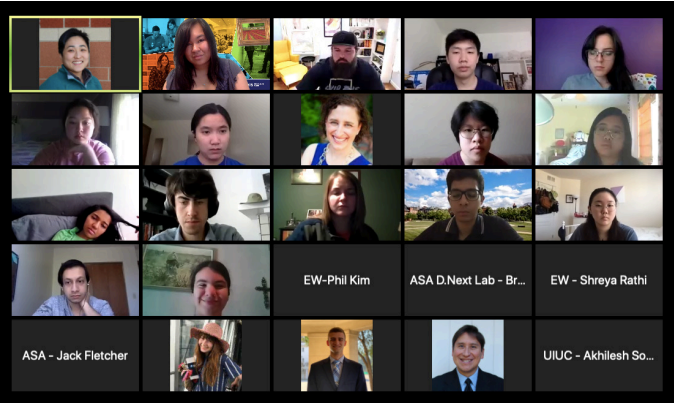 EW-Phil Kim
ASA D.Next Lab - Br...
EW - Shreya Rathi
ASA - Jack Fletcher
UIUC - Akhilesh So...